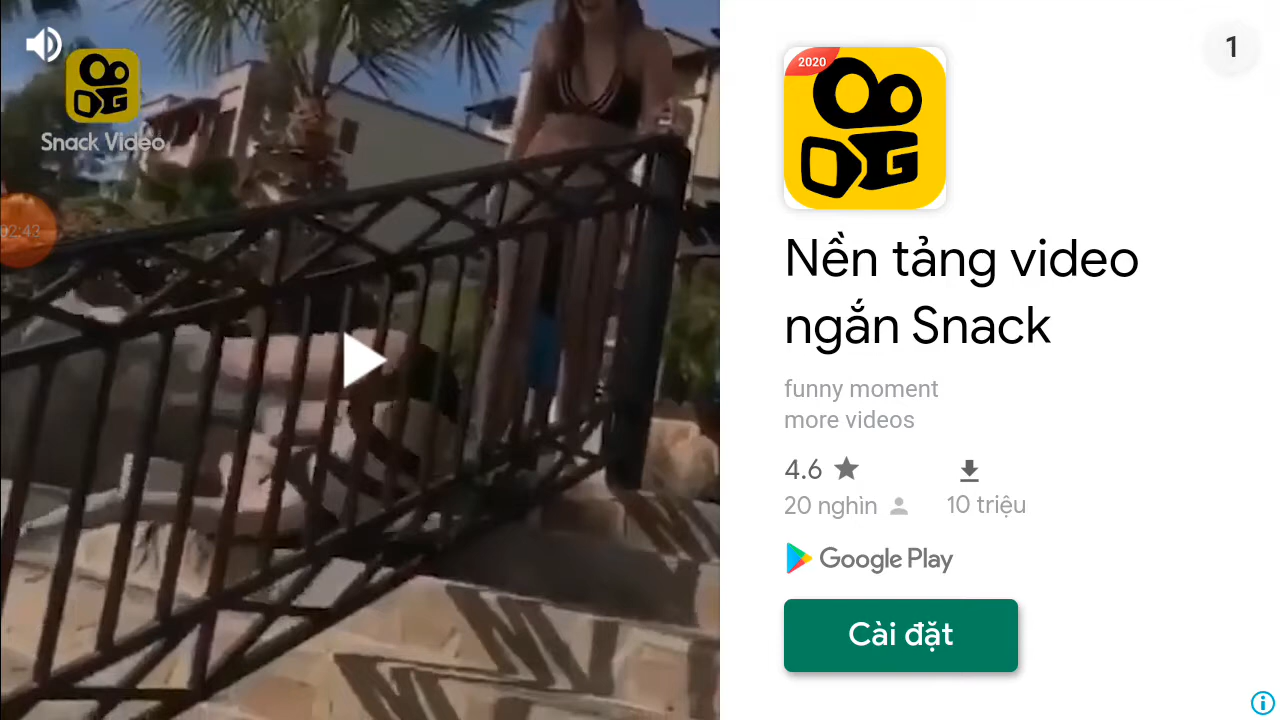 Snack Video
02:43
1
2020
Nền tảng video
ngắn Snack
funny moment
more videos
4.6
20 nghìn
10 triệu
Google Play
Cài đặt